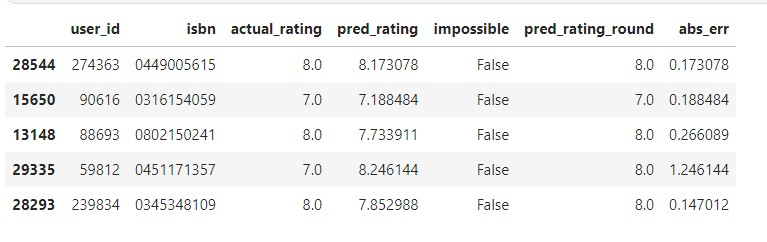 user_id isbn actual_rating pred_rating impossible pred_rating_round abs_err
28544 274363 0449005615 8.0 8.173078 False 8.0 0.173078
15650 90616 0316154059 7.0 7.188484 False 7.0 0.188484
13148 88693 0802150241 8.0 7.733911 False 8.0 0.266089
29335 59812 0451171357 7.0 8.246144 False 8.0 1.246144
28293 239834 0345348109 8.0 7.852988 False 8.0 0.147012